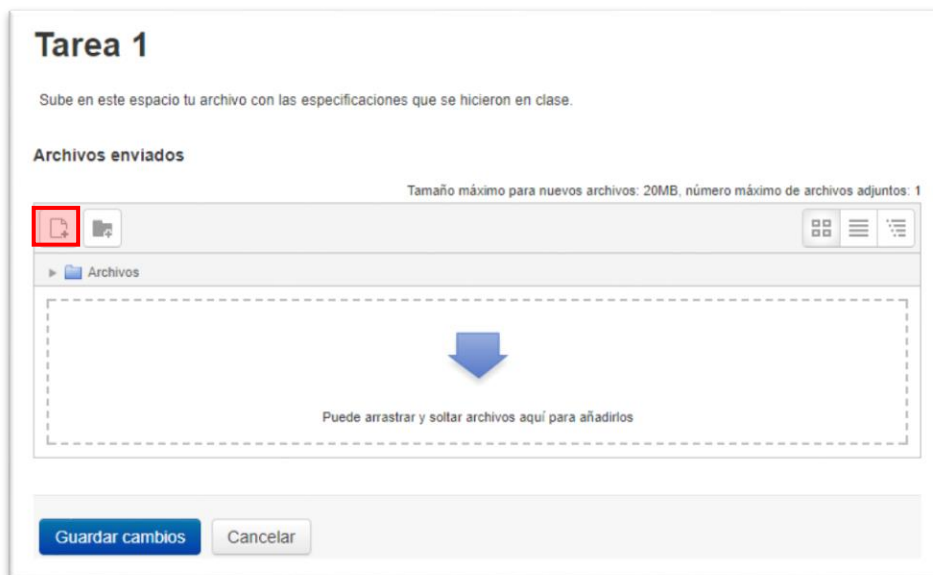 Tarea 1
Sube en este espacio tu archivo con las especificaciones que se hicieron en clase.
Archivos enviados
Tamaño máximo para nuevos archivos: 20MB, número máximo de archivos adjuntos: 1
Archivos
Puede arrastrar y soltar archivos aquí para añadirlos
Guardar cambios
Cancelar